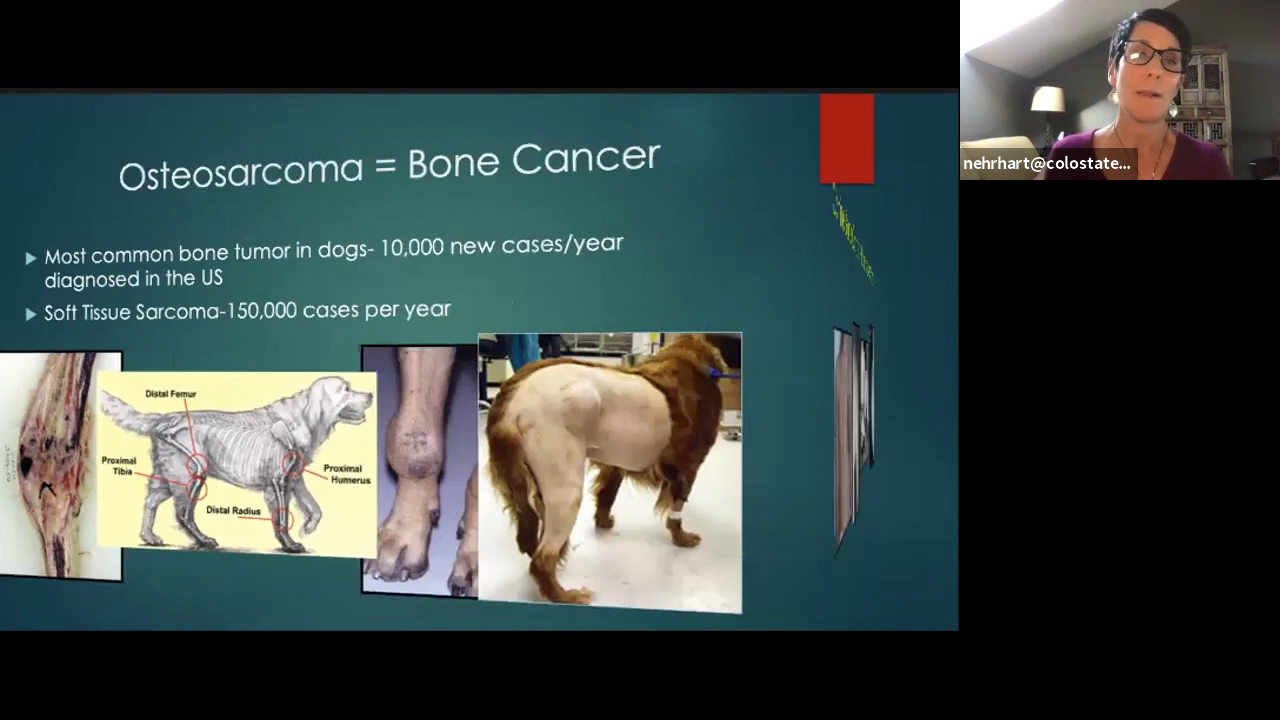 Osteosarcoma = Bone Cancer
Most common bone tumor in dogs- 10,000 new cases/year
diagnosed in the US
Soft Tissue Sarcoma-150,000 cases per year
Distal Femur
Proximal
Tibia
Proximal
Humerus
Distal Radius
nehrhart@colostate...